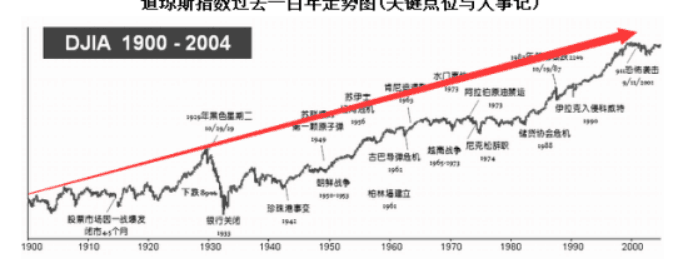 道琼斯指数过去一百年走势图(关键点位与大事记)
DJIA 1900 - 2004
水门事件
1973
肯尼迪遇刺
1963
苏伊士
危机
1956
10/19/87
911恐怖袭击
9/11/2001
1929年黑色星期二
10/29/29
第一颗原子弹
1949
阿拉伯原油禁运
1973
伊拉克入侵科威特
1990
储贷协会危机
1988
尼克松辞职
1974
越南战争
1965-1973
古巴导弹危机
1962
柏林墙建立
1961
朝鲜战争
1950-1953
珍珠港事变
1941
下跌89%
银行关闭
1933
股票市场因一战爆发
闭市4.5个月
1900 1910 1920 1930 1940 1950 1960 1970 1980 1990 2000